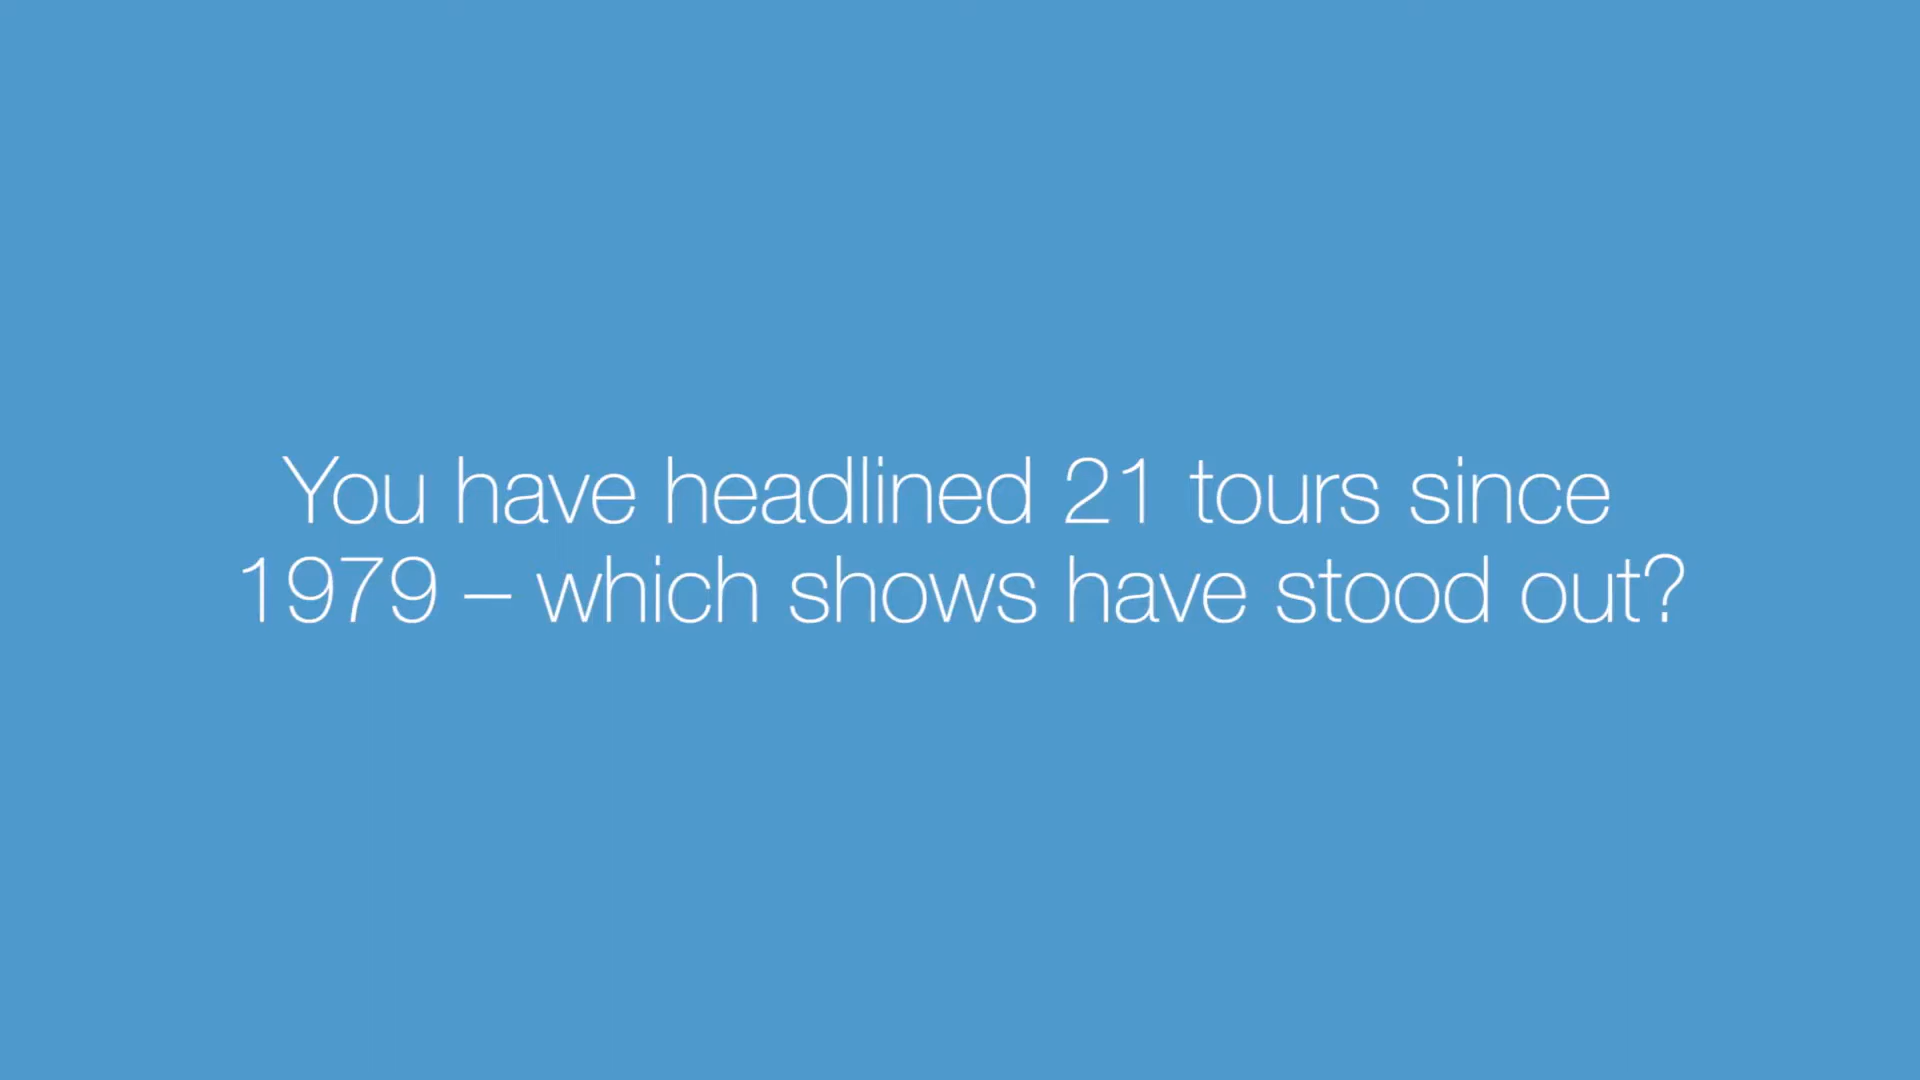 You have headlined 21 tours since
1979 – which shows have stood out?